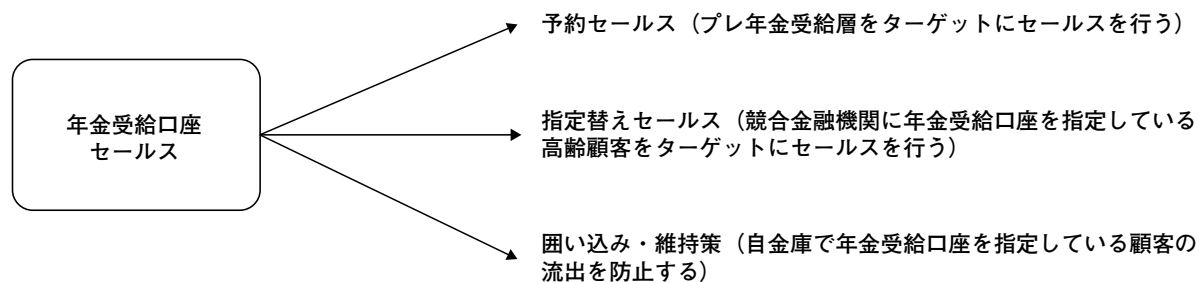 年金受給口座
セールス
予約セールス（プレ年金受給層をターゲットにセールスを行う）
指定替えセールス（競合金融機関に年金受給口座を指定している
高齢顧客をターゲットにセールスを行う）
囲い込み・維持策（自金庫で年金受給口座を指定している顧客の
流出を防止する）